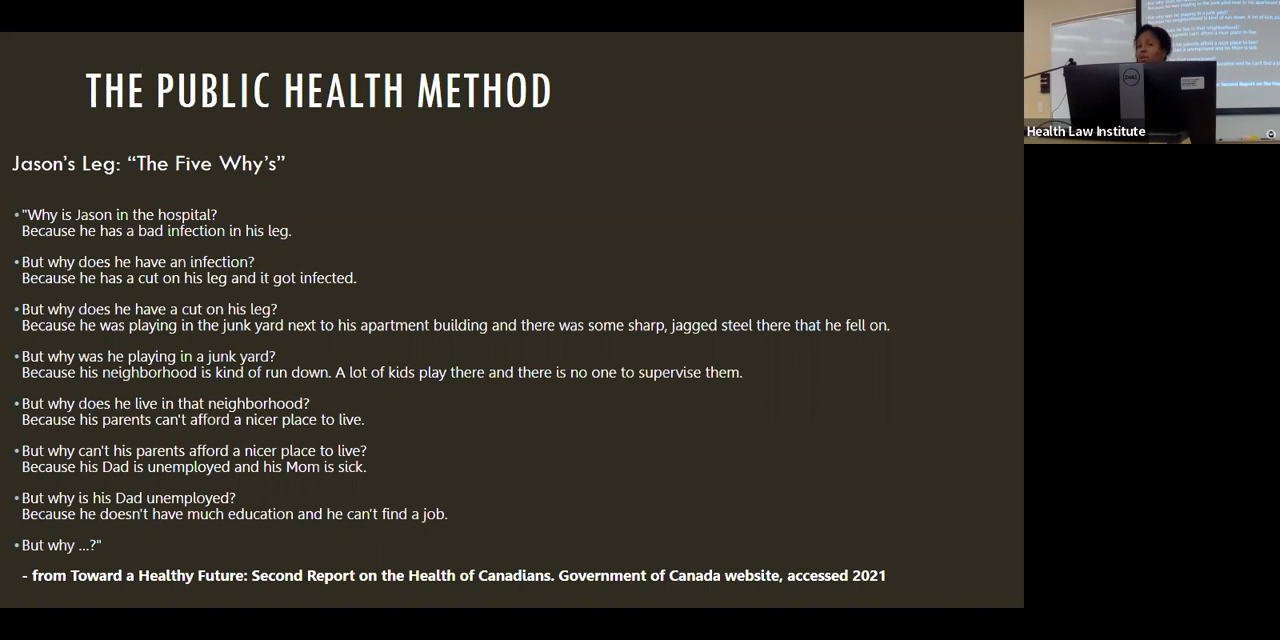 THE PUBLIC HEALTH METHOD
Jason's Leg: “The Five Why's”
•"Why is Jason in the hospital?
Because he has a bad infection in his leg.
•But why does he have an infection?
Because he has a cut on his leg and it got infected.
•But why does he have a cut on his leg?
Because he was playing in the junk yard next to his apartment building and there was some sharp, jagged steel there that he fell on.
•But why was he playing in a junk yard?
Because his neighborhood is kind of run down. A lot of kids play there and there is no one to supervise them.
•But why does he live in that neighborhood?
Because his parents can't afford a nicer place to live.
•But why can't his parents afford a nicer place to live?
Because his Dad is unemployed and his Mom is sick.
•But why is his Dad unemployed?
Because he doesn't have much education and he can't find a job.
•But why ...?"
- from Toward a Healthy Future: Second Report on the Health of Canadians. Government of Canada website, accessed 2021
DELL
Health Law Institute